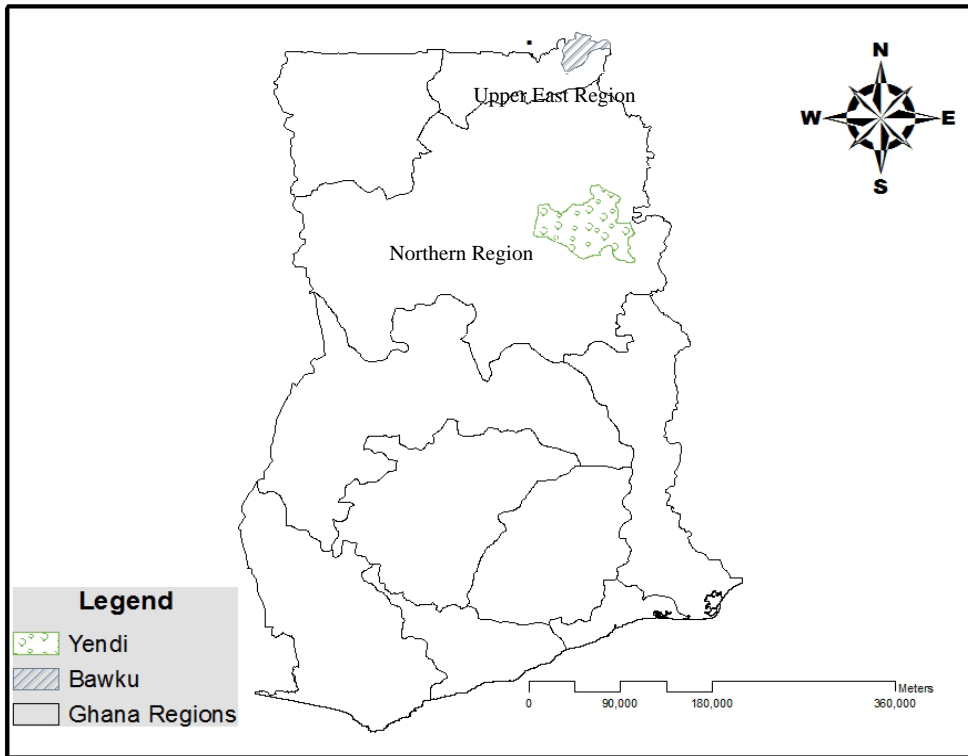 N
W E
S
Upper East Region
Northern Region
Legend
Yendi
Bawku
Ghana Regions
Meters
0 90,000 180,000 360,000